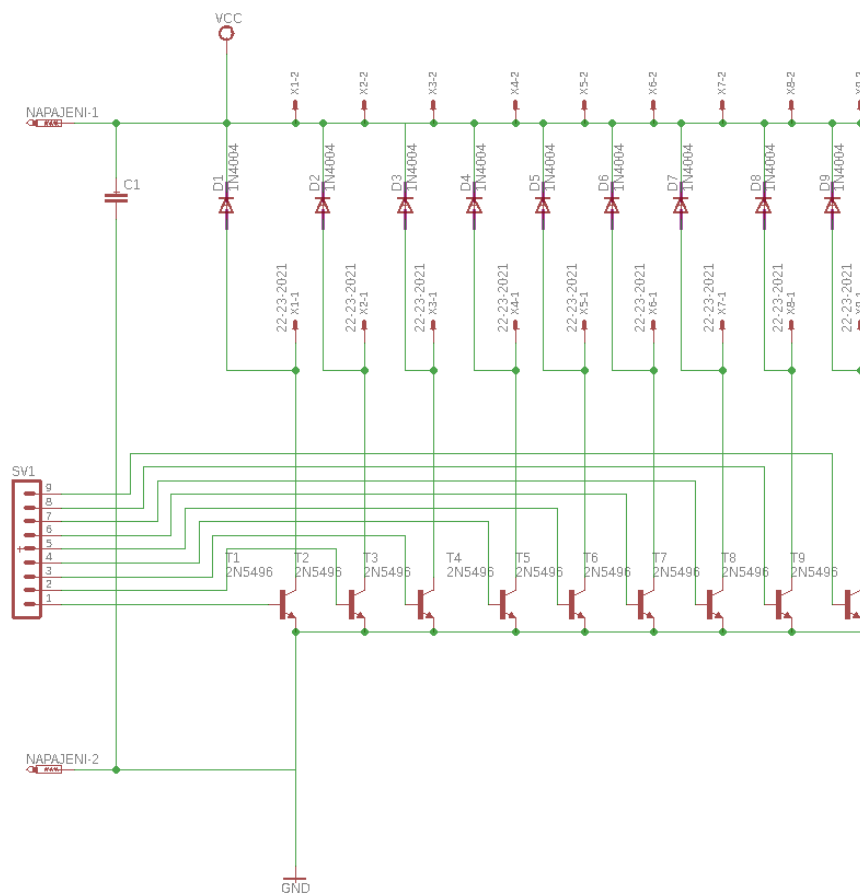 VCC
NAPAJENI-1
X1-2
X2-2
X3-2
X4-2
X5-2
X6-2
X7-2
X8-2
C1
D1
1N4004
D2
1N4004
D3
1N4004
D4
1N4004
D5
1N4004
D6
1N4004
D7
1N4004
D8
1N4004
D9
1N4004
22-23-2021
X1-1
22-23-2021
X2-1
22-23-2021
X3-1
22-23-2021
X4-1
22-23-2021
X5-1
22-23-2021
X6-1
22-23-2021
X7-1
22-23-2021
X8-1
22-23-2021
SV1
9
8
7
6
5
4
3
2
1
T1
2N5496
T2
2N5496
T3
2N5496
T4
2N5496
T5
2N5496
T6
2N5496
T7
2N5496
T8
2N5496
T9
2N5496
NAPAJENI-2
GND